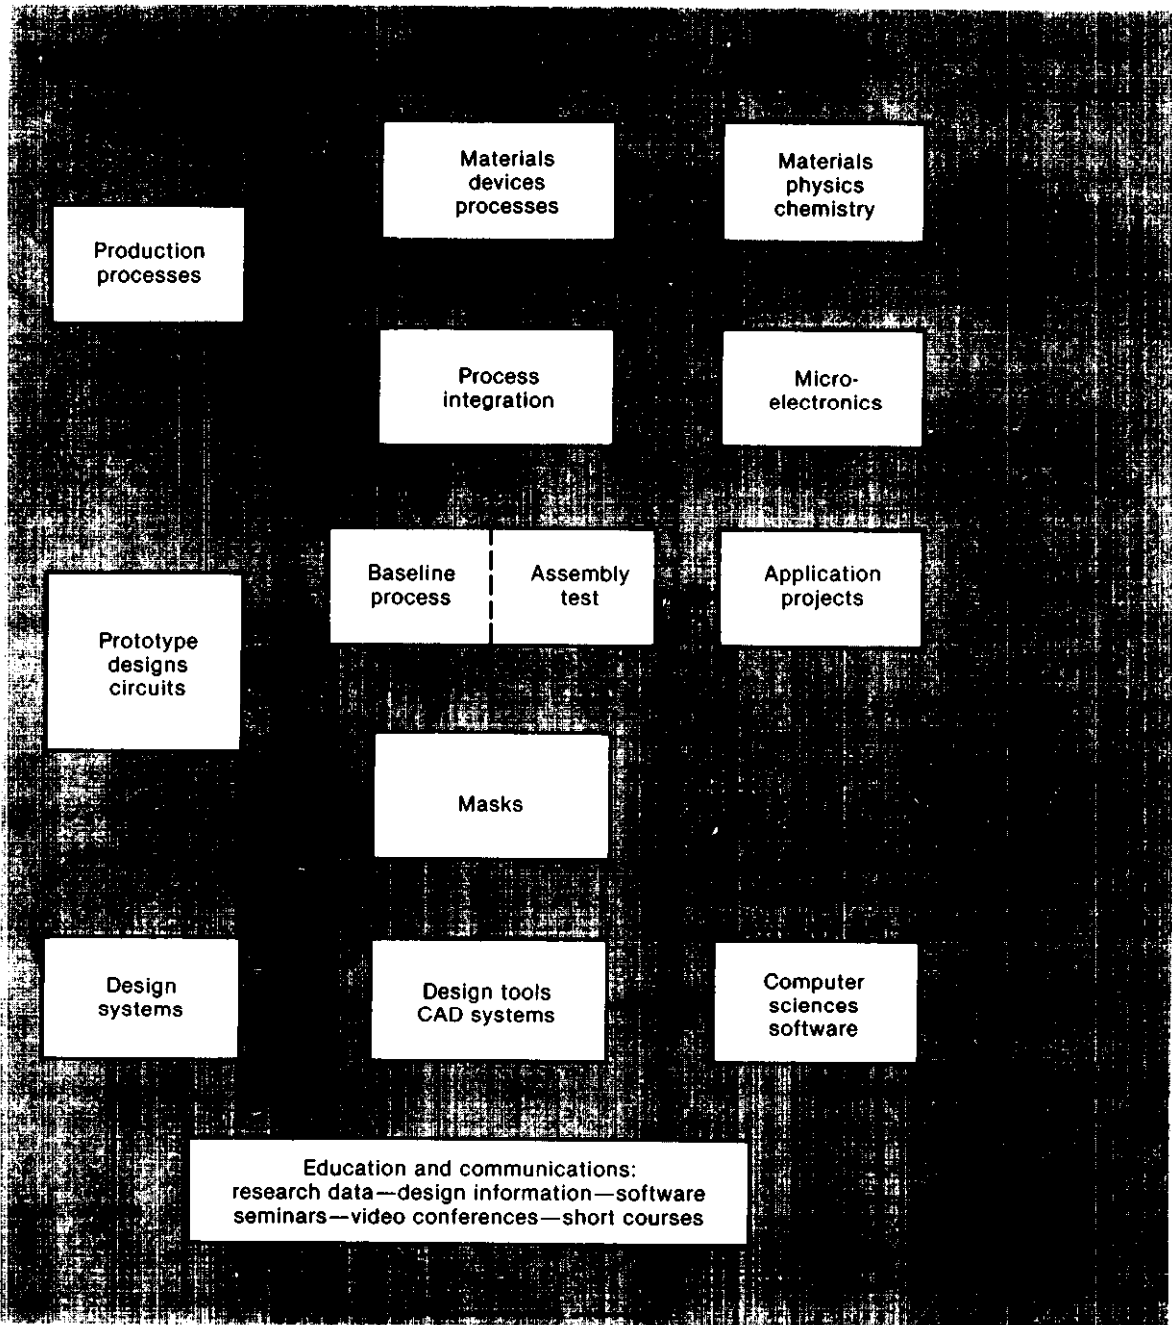 Materials
devices
processes
Materials
physics
chemistry
Production
processes
Process
integration
Micro-
electronics
Baseline
process
Assembly
test
Application
projects
Prototype
designs
circuits
Masks
Design
systems
Design tools
CAD systems
Computer
sciences
software
Education and communications:
research data—design information—software
seminars—video conferences—short courses